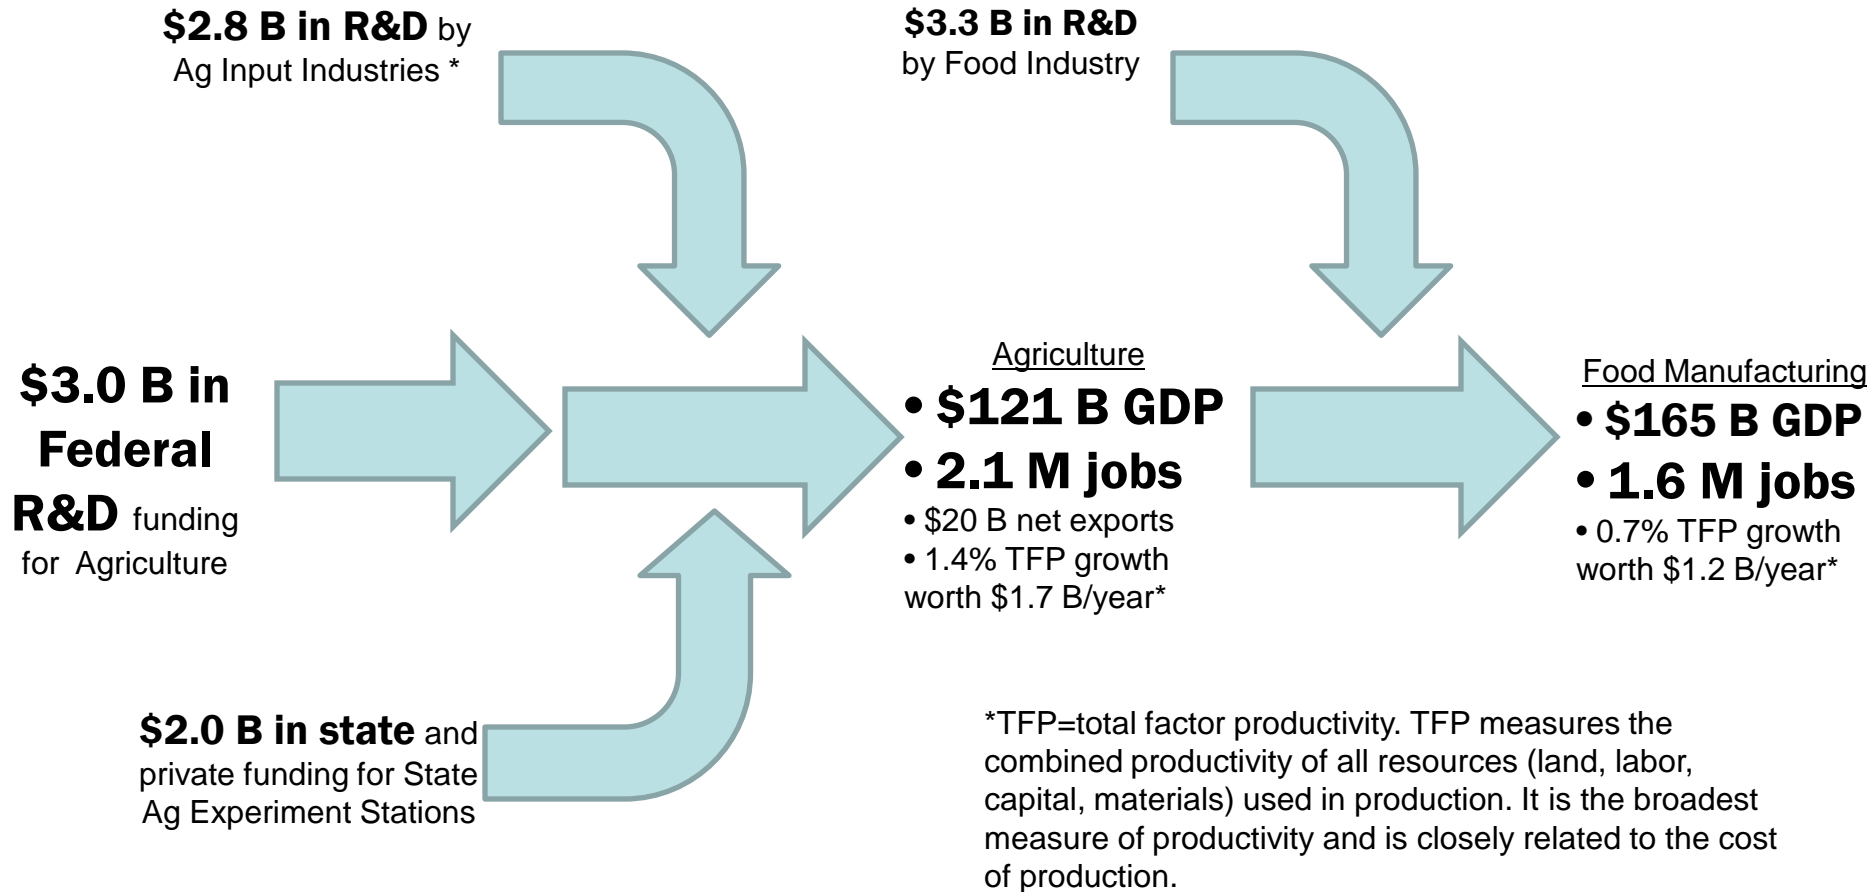 $2.8 B in R&D by
Ag Input Industries *
$3.3 B in R&D
by Food Industry
$3.0 B in
Federal
R&D funding
for Agriculture
Agriculture
• $121 B GDP
• 2.1 M jobs
• $20 B net exports
• 1.4% TFP growth
worth $1.7 B/year*
Food Manufacturing
• $165 B GDP
• 1.6 M jobs
• 0.7% TFP growth
worth $1.2 B/year*
$2.0 B in state and
private funding for State
Ag Experiment Stations
*TFP=total factor productivity. TFP measures the
combined productivity of all resources (land, labor,
capital, materials) used in production. It is the broadest
measure of productivity and is closely related to the cost
of production.